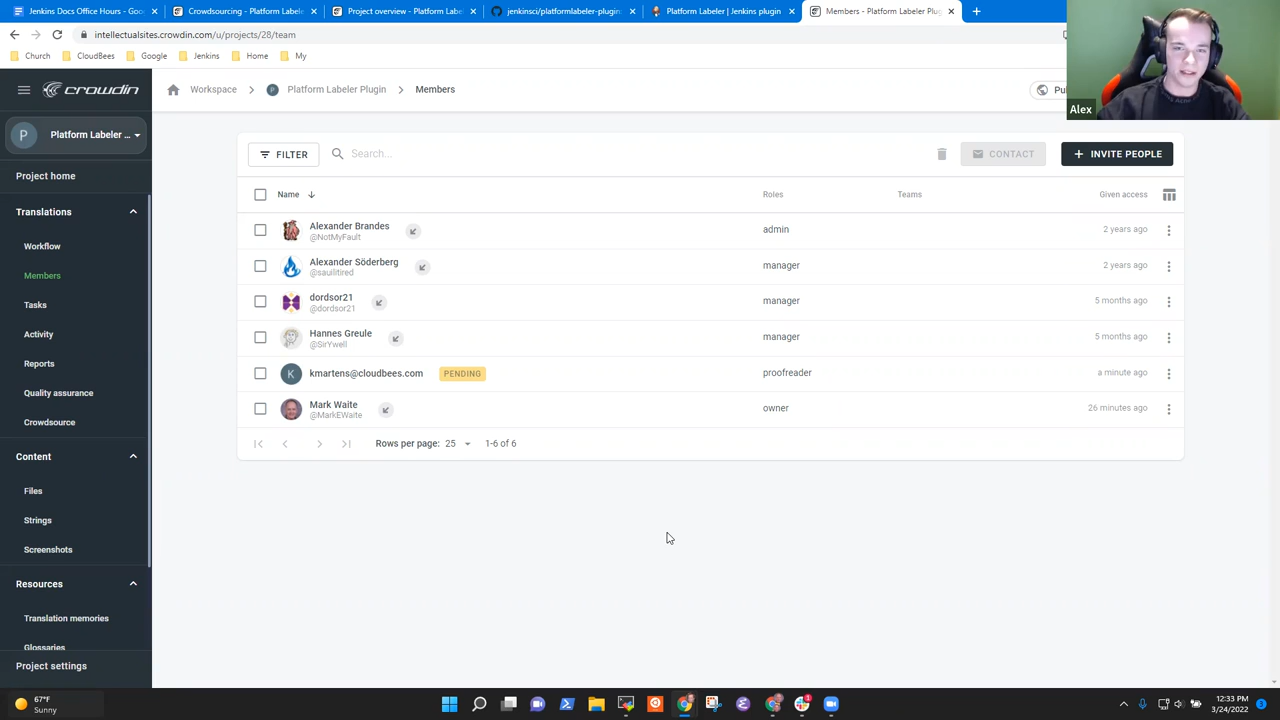 Jenkins Docs Office Hours - Goo
Crowdsourcing - Platform Labele
Project overview - Platform Lab
jenkinsci/platformlabeler-plugin:
Platform Labeler | Jenkins plugin
Members - Platform Labeler Plug
intellectualsites.crowdin.com/u/projects/28/team
Church
CloudBees
Google
Jenkins
Home
My
Alex
crowdin
Workspace
Platform Labeler Plugin
Members
P
Platform Labeler ...
FILTER
Search...
CONTACT
INVITE PEOPLE
Project home
Name
Roles
Teams
Given access
Translations
Alexander Brandes
@NotMyFault
admin
2 years ago
Workflow
Alexander Söderberg
@sauilitired
manager
2 years ago
Members
dordsor21
@dordsor21
manager
5 months ago
Tasks
Hannes Greule
@SirYwell
manager
5 months ago
Activity
K
kmartens@cloudbees.com
PENDING
proofreader
a minute ago
Reports
Mark Waite
@MarkEWaite
owner
26 minutes ago
Quality assurance
Crowdsource
Rows per page: 25
1-6 of 6
Content
Files
Strings
Screenshots
Resources
Translation memories
Glossaries
Project settings
67°F
Sunny
12:33 PM
3/24/2022